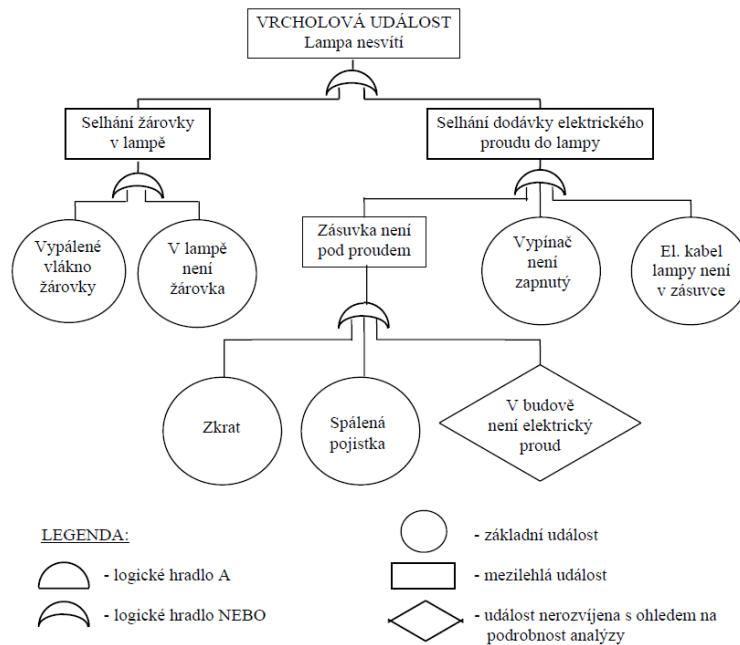 VRCHOLOVÁ UDÁLOST
Lampa nesvítí
Selhání žárovky
v lampě
Selhání dodávky elektrického
proudu do lampy
Vypálené
vlákno
žárovky
V lampě
není
žárovka
Zásuvka není
pod proudem
Vypínač
není
zapnutý
El. kabel
lampy není
v zásuvce
Zkrat
Spálená
pojistka
V budově
není elektrický
proud
LEGENDA:
- logické hradlo A
- logické hradlo NEBO
- základní událost
- mezilehlá událost
- událost nerozvíjena s ohledem na
podrobnost analýzy